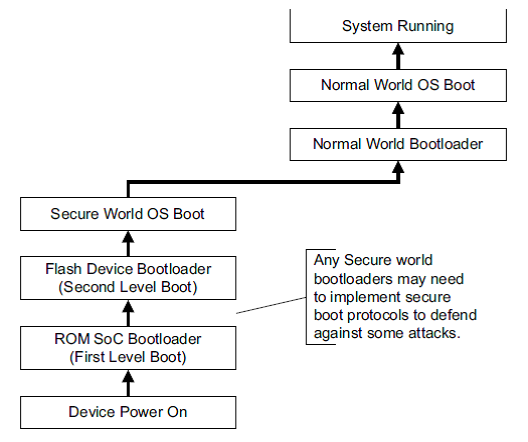 System Running
Normal World OS Boot
Normal World Bootloader
Secure World OS Boot
Flash Device Bootloader
(Second Level Boot)
Any Secure world
bootloaders may need
to implement secure
boot protocols to defend
against some attacks.
ROM SoC Bootloader
(First Level Boot)
Device Power On